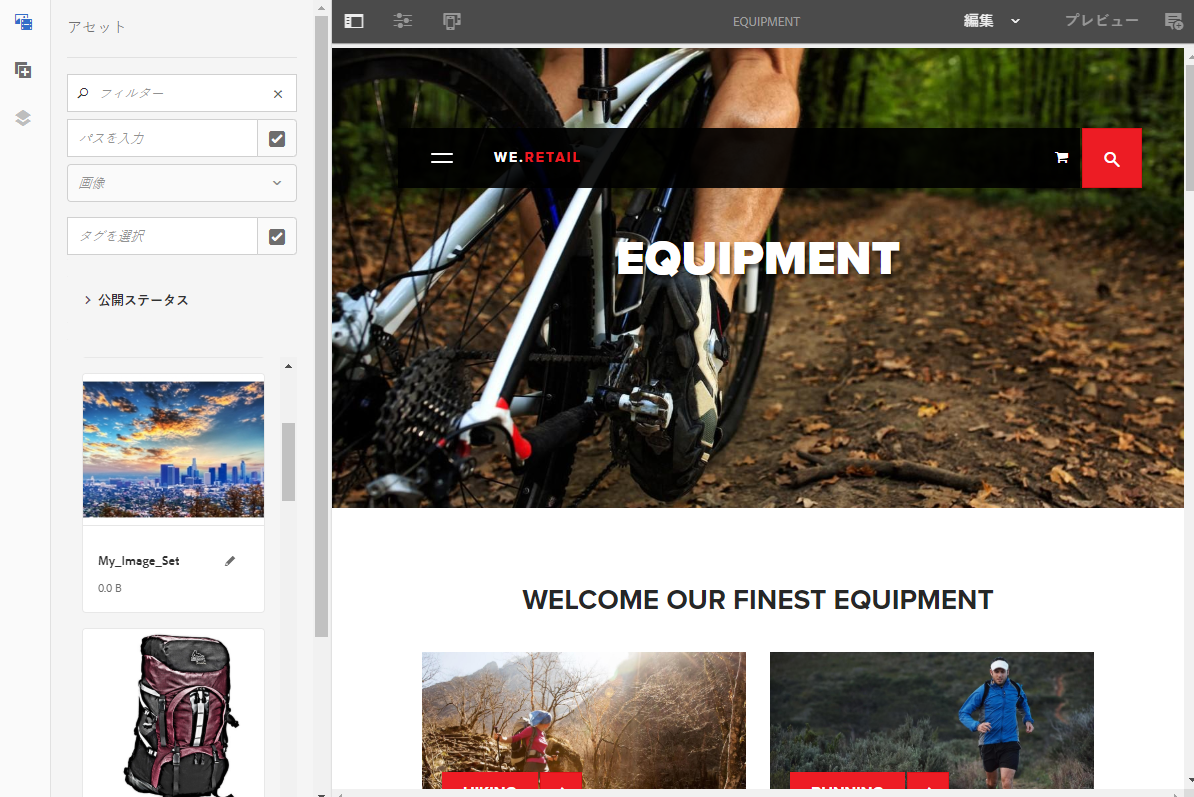 アセット
フィルター
パスを入力
画像
タグを選択
公開ステータス
My_Image_Set
0.0 B
EQUIPMENT
編集
プレビュー
WE.RETAIL
EQUIPMENT
WELCOME OUR FINEST EQUIPMENT
HIKING
RUNNING